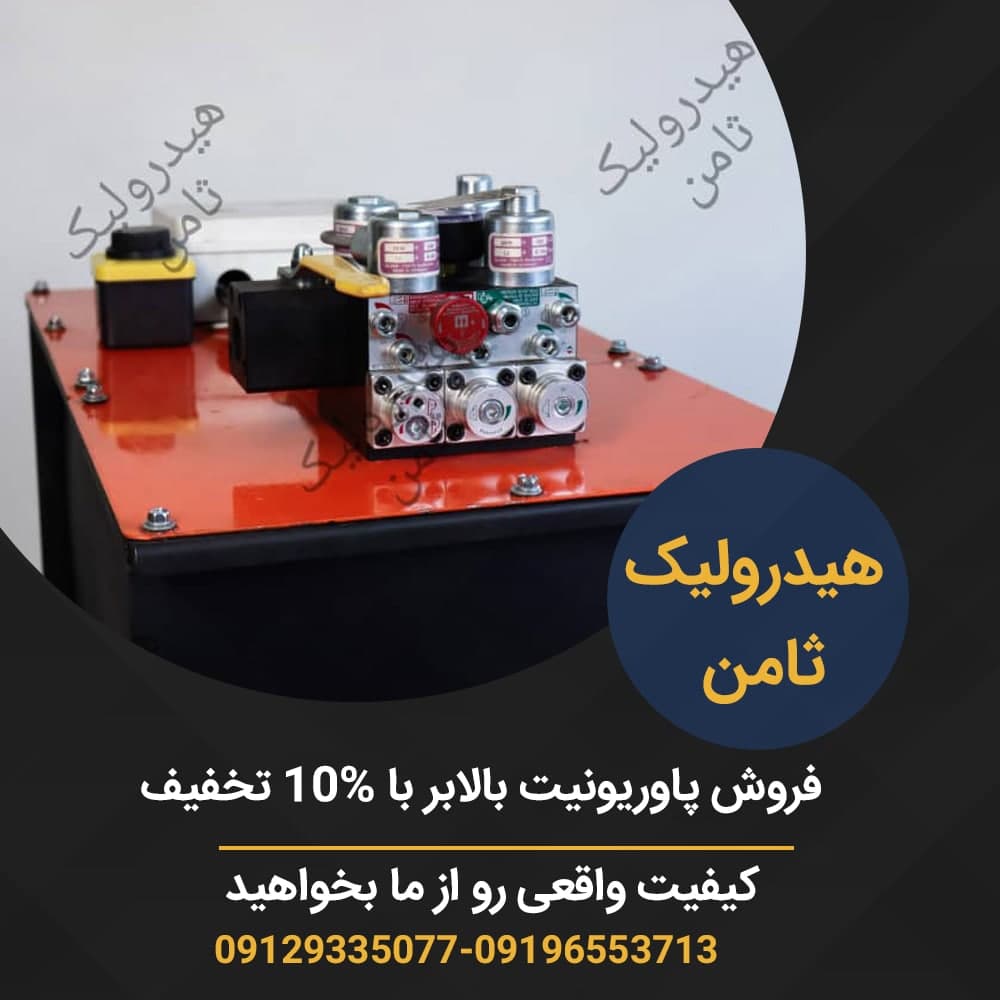 هیدرولیک
ثامن
هیدرولیک
ثامن
هیدرولیک
ثامن
فروش پاوریونیت بالابر با 10% تخفیف
کیفیت واقعی رو از ما بخواهید
09129335077-09196553713